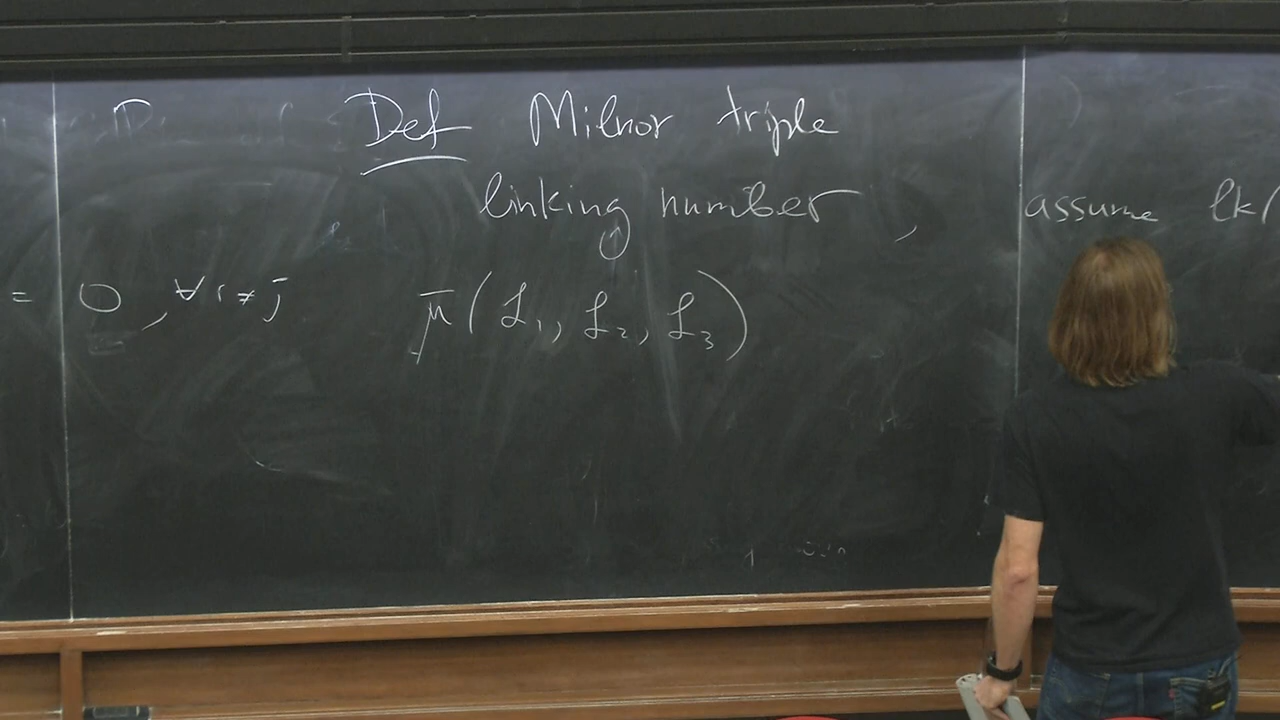 Def Milnor triple
linking number, assume lk(
= 0, ∀ i ≠ j
μ̄(ℒ₁, ℒ₂, ℒ₃)